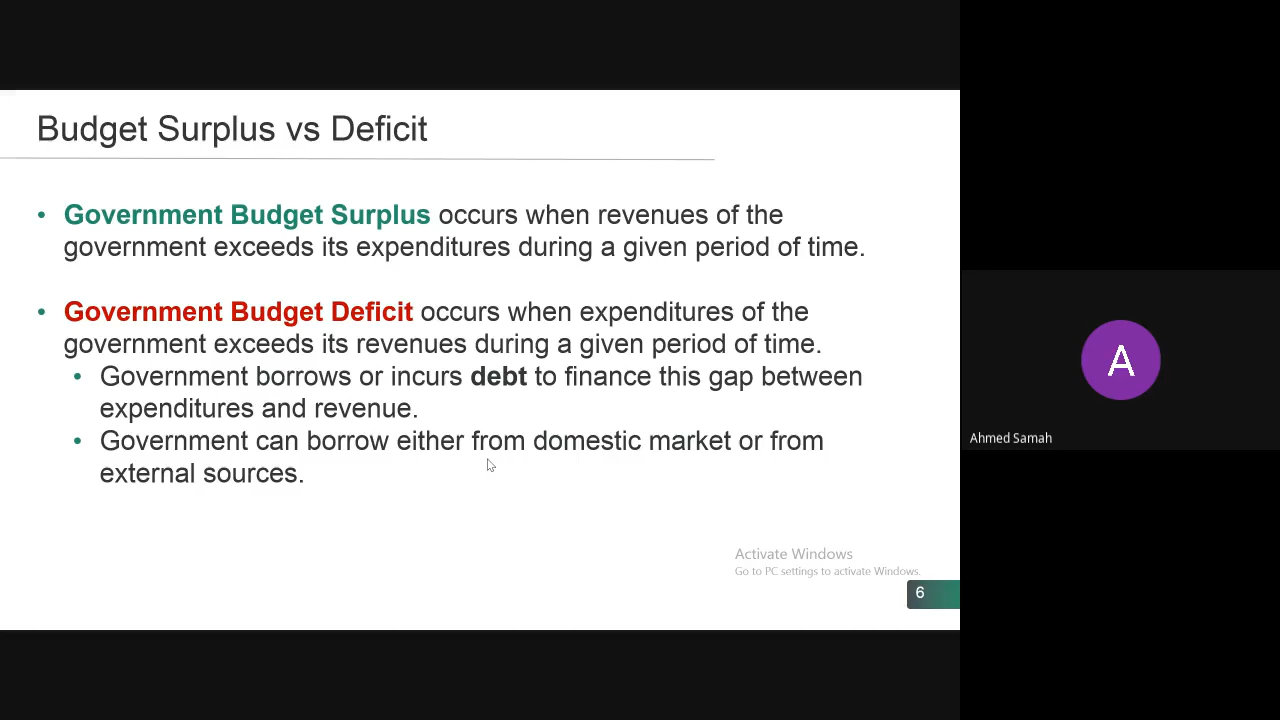 Budget Surplus vs Deficit
• Government Budget Surplus occurs when revenues of the
government exceeds its expenditures during a given period of time.
• Government Budget Deficit occurs when expenditures of the
government exceeds its revenues during a given period of time.
• Government borrows or incurs debt to finance this gap between
expenditures and revenue.
• Government can borrow either from domestic market or from
external sources.
Activate Windows
Go to PC settings to activate Windows.
6
A
Ahmed Samah